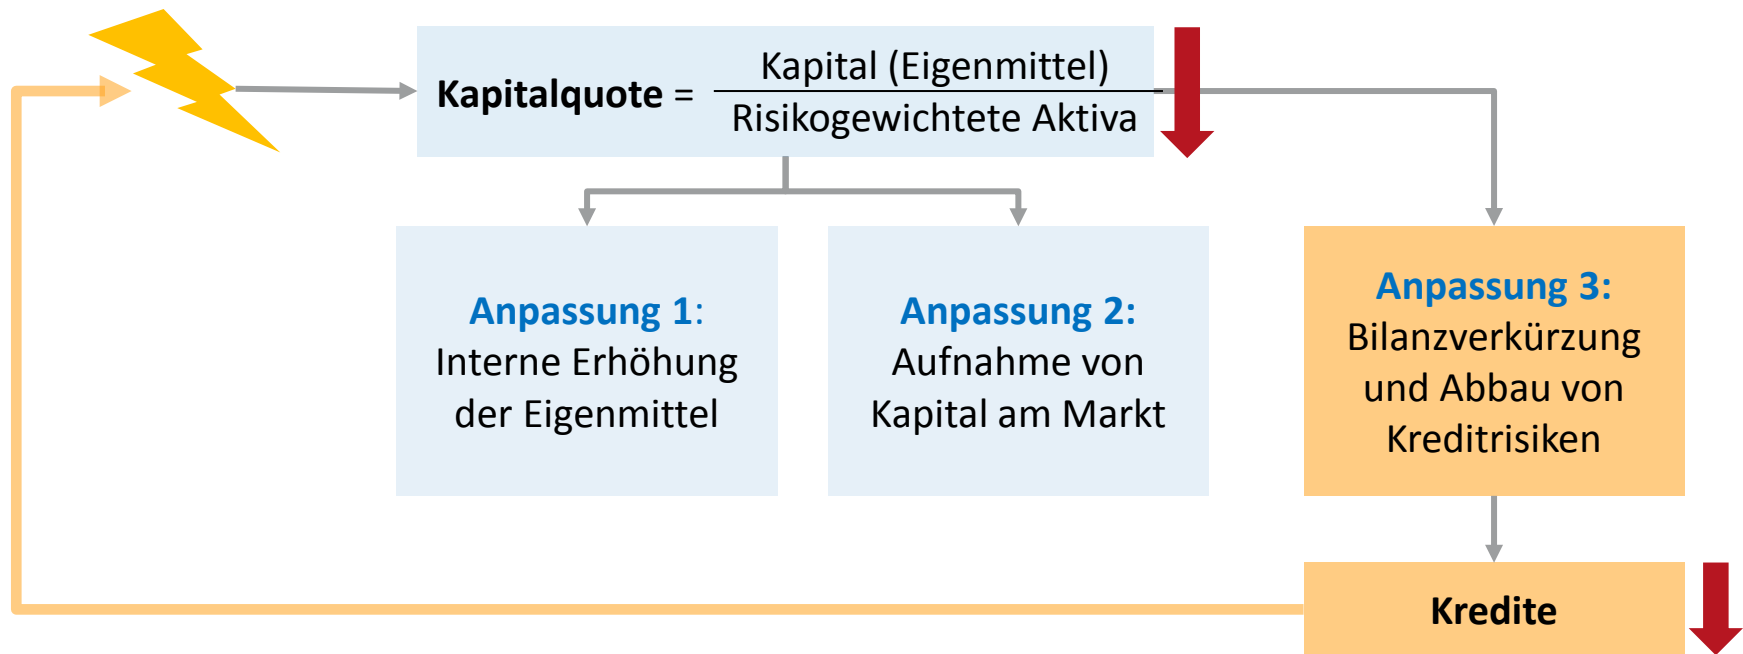 Kapitalquote = Kapital (Eigenmittel)
Risikogewichtete Aktiva
Anpassung 1:
Interne Erhöhung
der Eigenmittel
Anpassung 2:
Aufnahme von
Kapital am Markt
Anpassung 3:
Bilanzverkürzung
und Abbau von
Kreditrisiken
Kredite